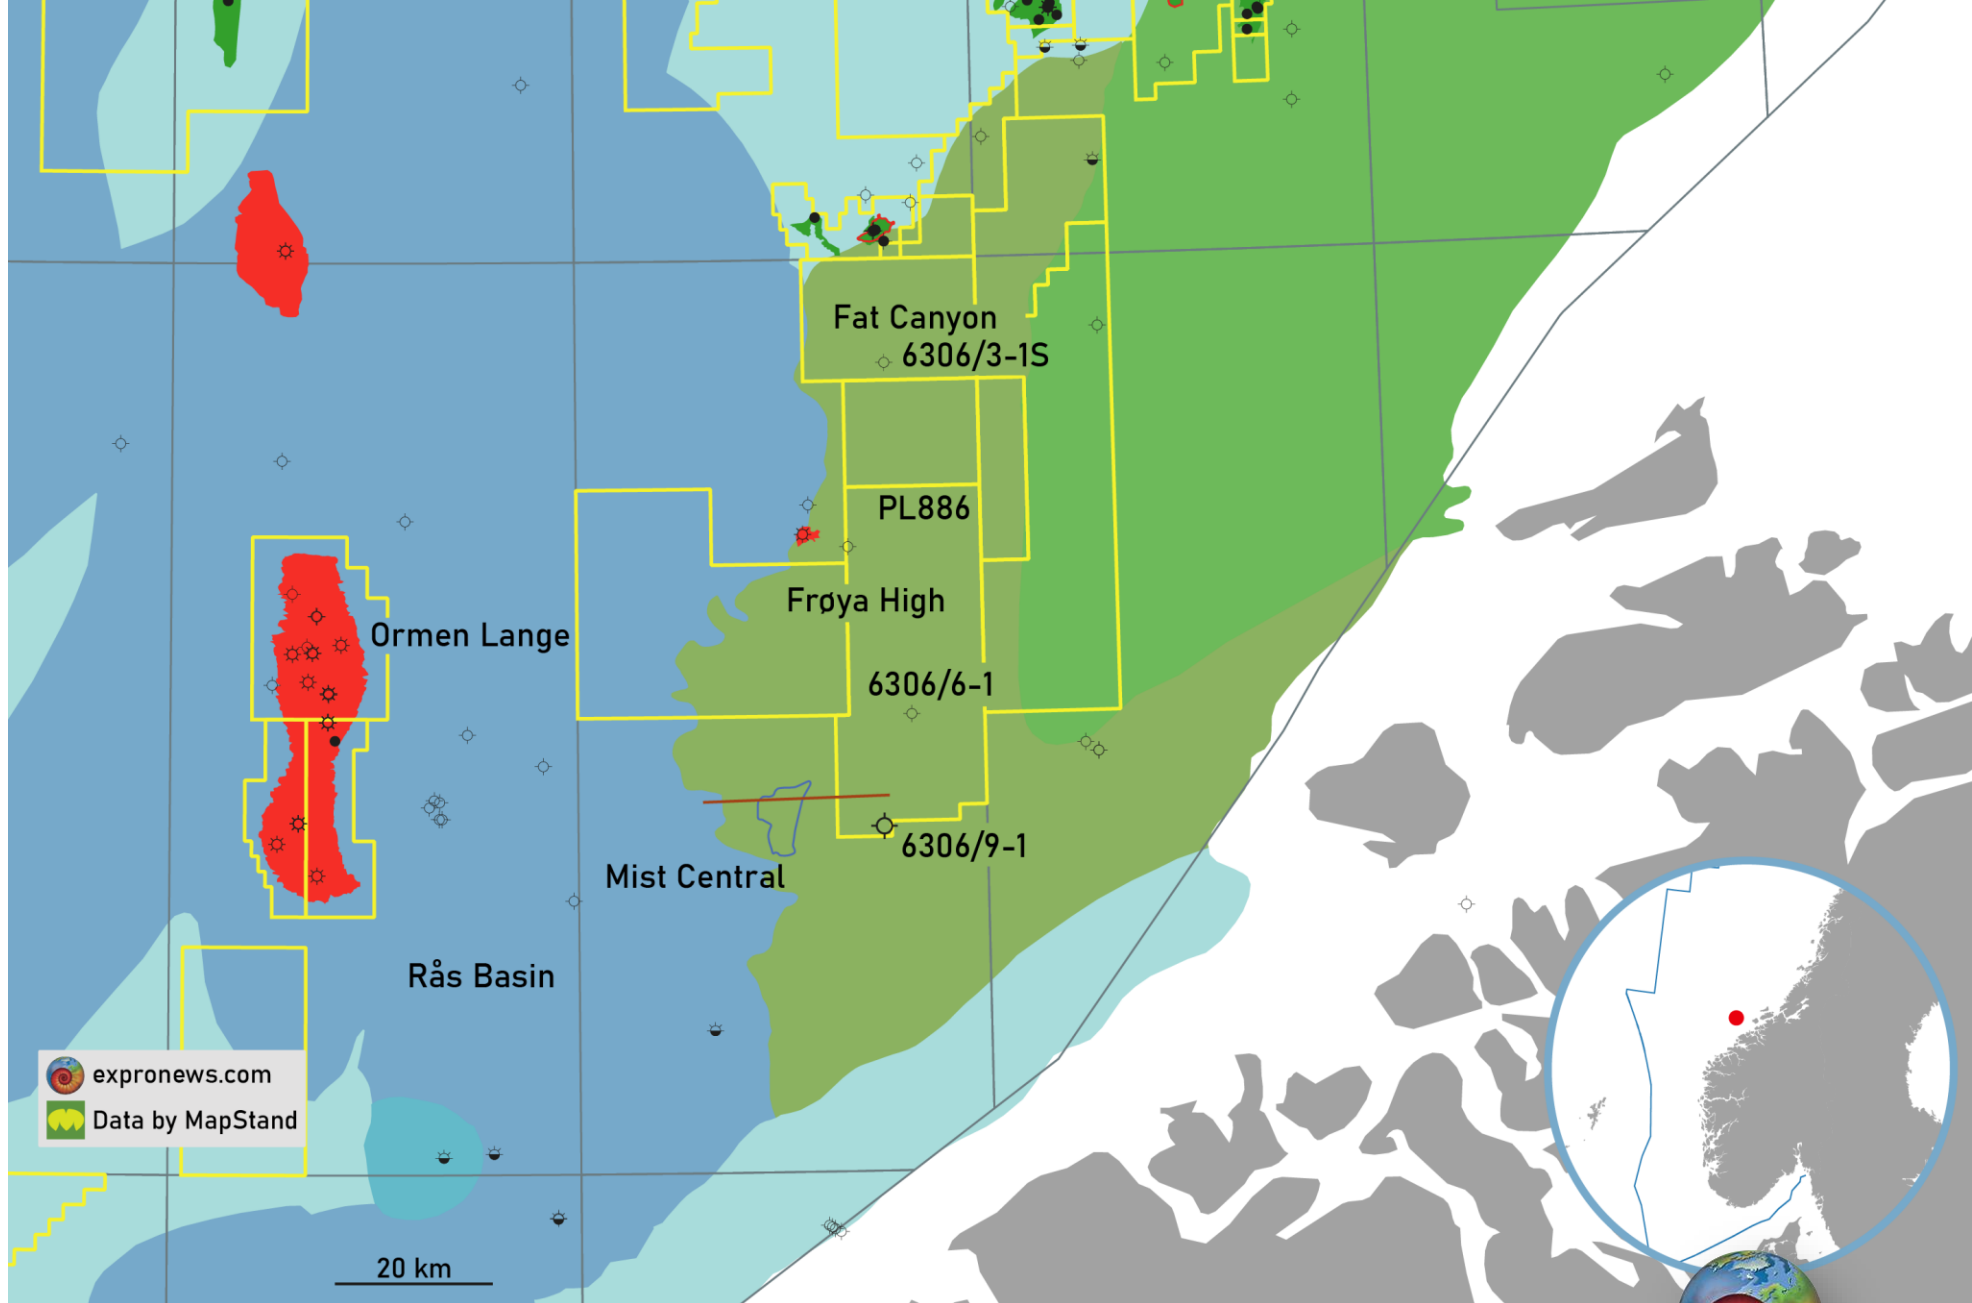 Fat Canyon
6306/3-1S
PL886
Frøya High
Ormen Lange
6306/6-1
6306/9-1
Mist Central
Rås Basin
expronews.com
Data by MapStand
20 km